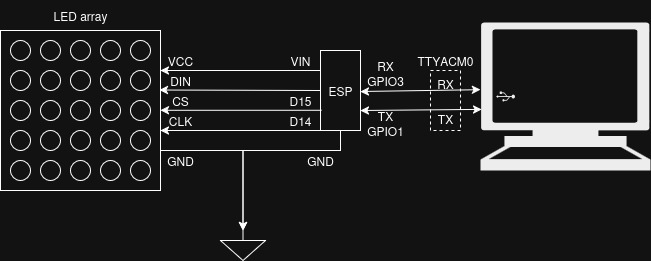 LED array
VCC
VIN
DIN
CS
D15
CLK
D14
GND
GND
ESP
RX
GPIO3
TX
GPIO1
TTYACM0
RX
TX